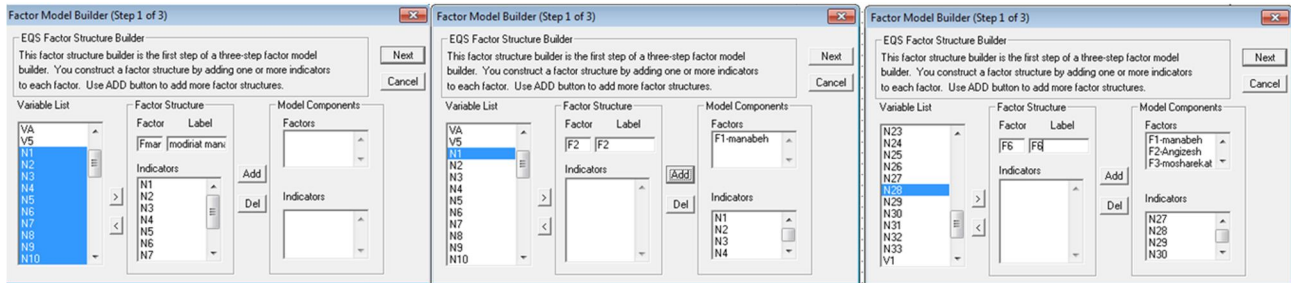 Factor Model Builder (Step 1 of 3)
EQS Factor Structure Builder
This factor structure builder is the first step of a three-step factor model
builder. You construct a factor structure by adding one or more indicators
to each factor. Use ADD button to add more factor structures.
Next
Cancel
Variable List
VA
V5
N1
N2
N3
N4
N5
N6
N7
N8
N9
N10
>
<
Factor Structure
Factor Label
Fmar modiriat mana
Indicators
N1
N2
N3
N4
N5
N6
N7
Add
Del
Model Components
Factors
Indicators
Factor Model Builder (Step 1 of 3)
EQS Factor Structure Builder
This factor structure builder is the first step of a three-step factor model
builder. You construct a factor structure by adding one or more indicators
to each factor. Use ADD button to add more factor structures.
Next
Cancel
Variable List
VA
V5
N1
N2
N3
N4
N5
N6
N7
N8
N9
N10
>
<
Factor Structure
Factor Label
F2 F2
Indicators
Add
Del
Model Components
Factors
F1-manabeh
Indicators
N1
N2
N3
N4
Factor Model Builder (Step 1 of 3)
EQS Factor Structure Builder
This factor structure builder is the first step of a three-step factor model
builder. You construct a factor structure by adding one or more indicators
to each factor. Use ADD button to add more factor structures.
Next
Cancel
Variable List
N23
N24
N25
N26
N27
N28
N29
N30
N31
N32
N33
V1
>
<
Factor Structure
Factor Label
F6 F6
Indicators
Add
Del
Model Components
Factors
F1-manabeh
F2-Angizesh
F3-mosharekat
Indicators
N27
N28
N29
N30